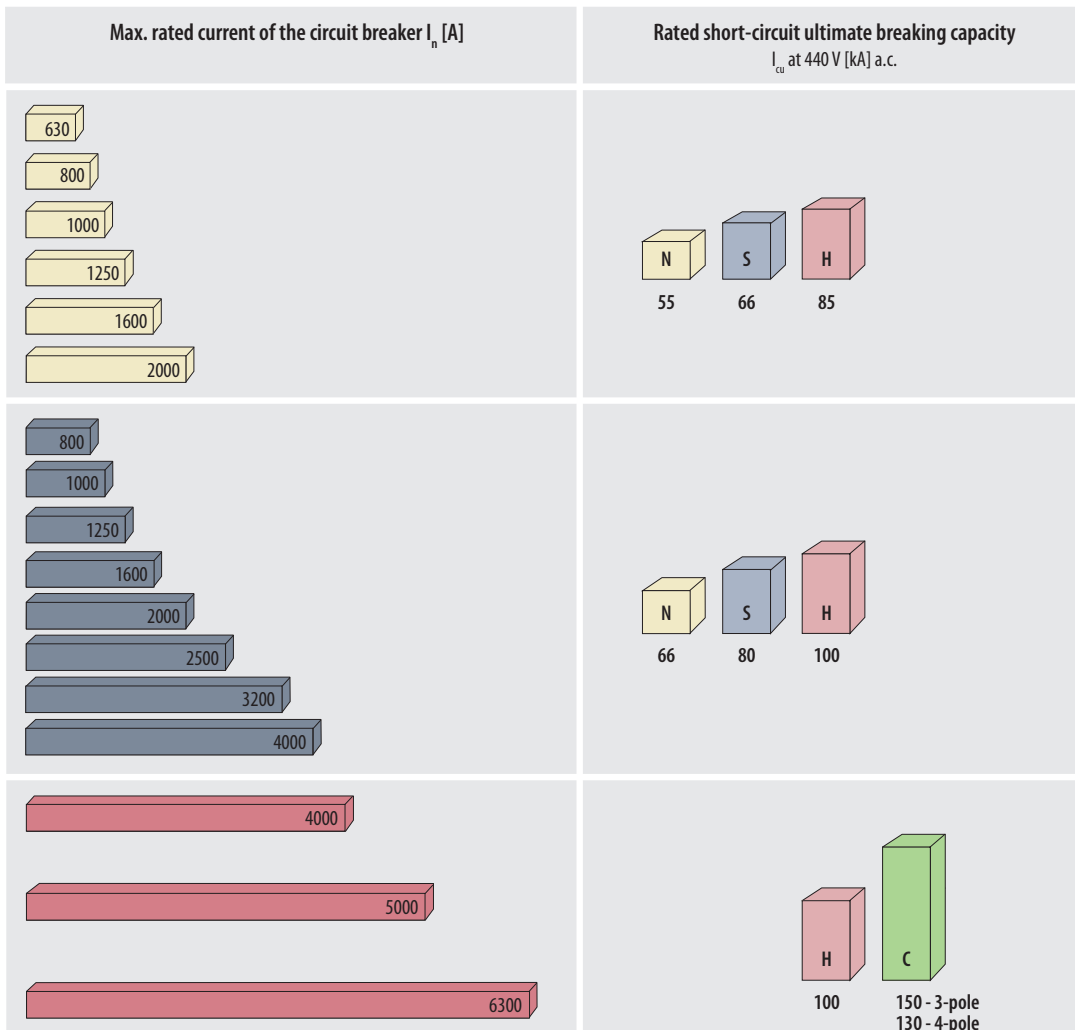 Max. rated current of the circuit breaker In [A]
Rated short-circuit ultimate breaking capacity
Icu at 440 V [kA] a.c.
630
800
1000
1250
1600
2000
N S H
55 66 85
800
1000
1250
1600
2000
2500
3200
4000
N S H
66 80 100
4000
5000
6300
H C
100 150 - 3-pole
130 - 4-pole